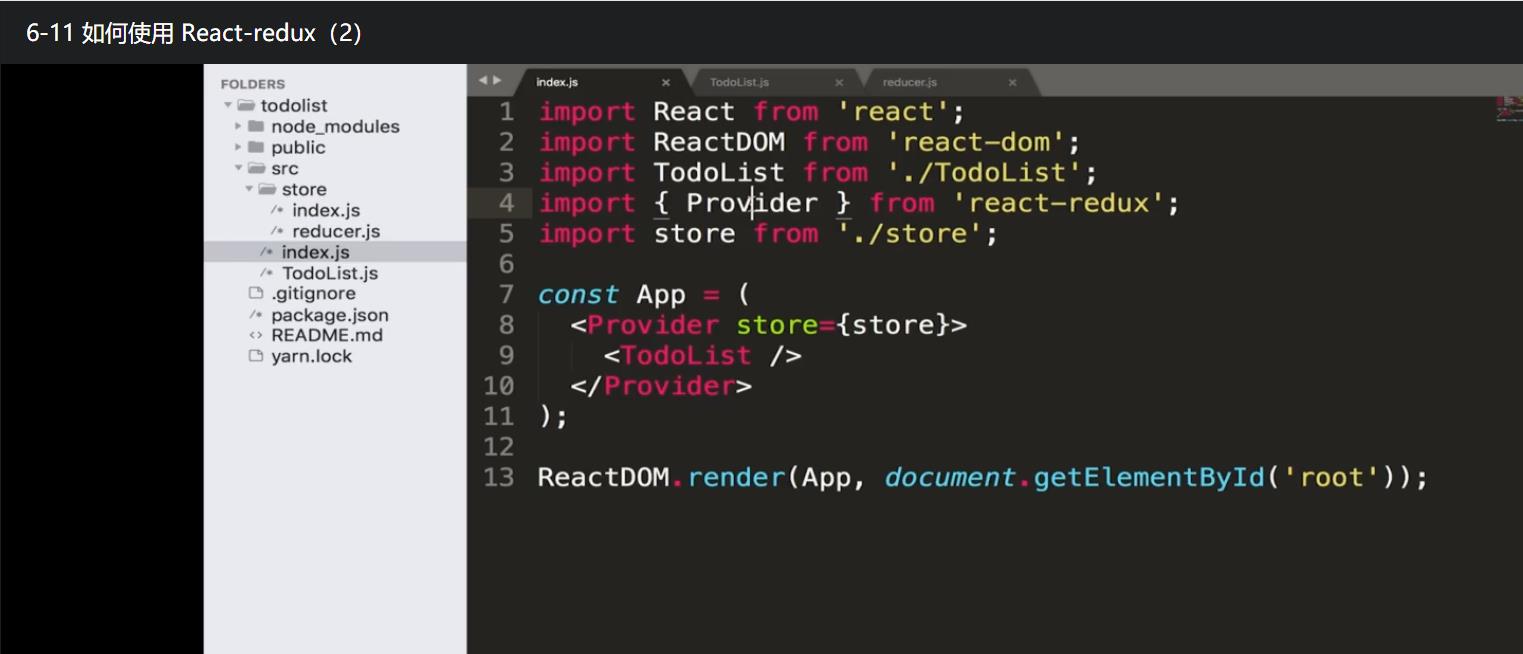 6-11 如何使用 React-redux（2）
FOLDERS
todolist
node_modules
public
src
store
index.js
reducer.js
index.js
TodoList.js
.gitignore
package.json
README.md
yarn.lock
index.js
TodoList.js
reducer.js
1 import React from 'react';
2 import ReactDOM from 'react-dom';
3 import TodoList from './TodoList';
4 import { Provider } from 'react-redux';
5 import store from './store';
6
7 const App = (
8 <Provider store={store}>
9 <TodoList />
10 </Provider>
11 );
12
13 ReactDOM.render(App, document.getElementById('root'));